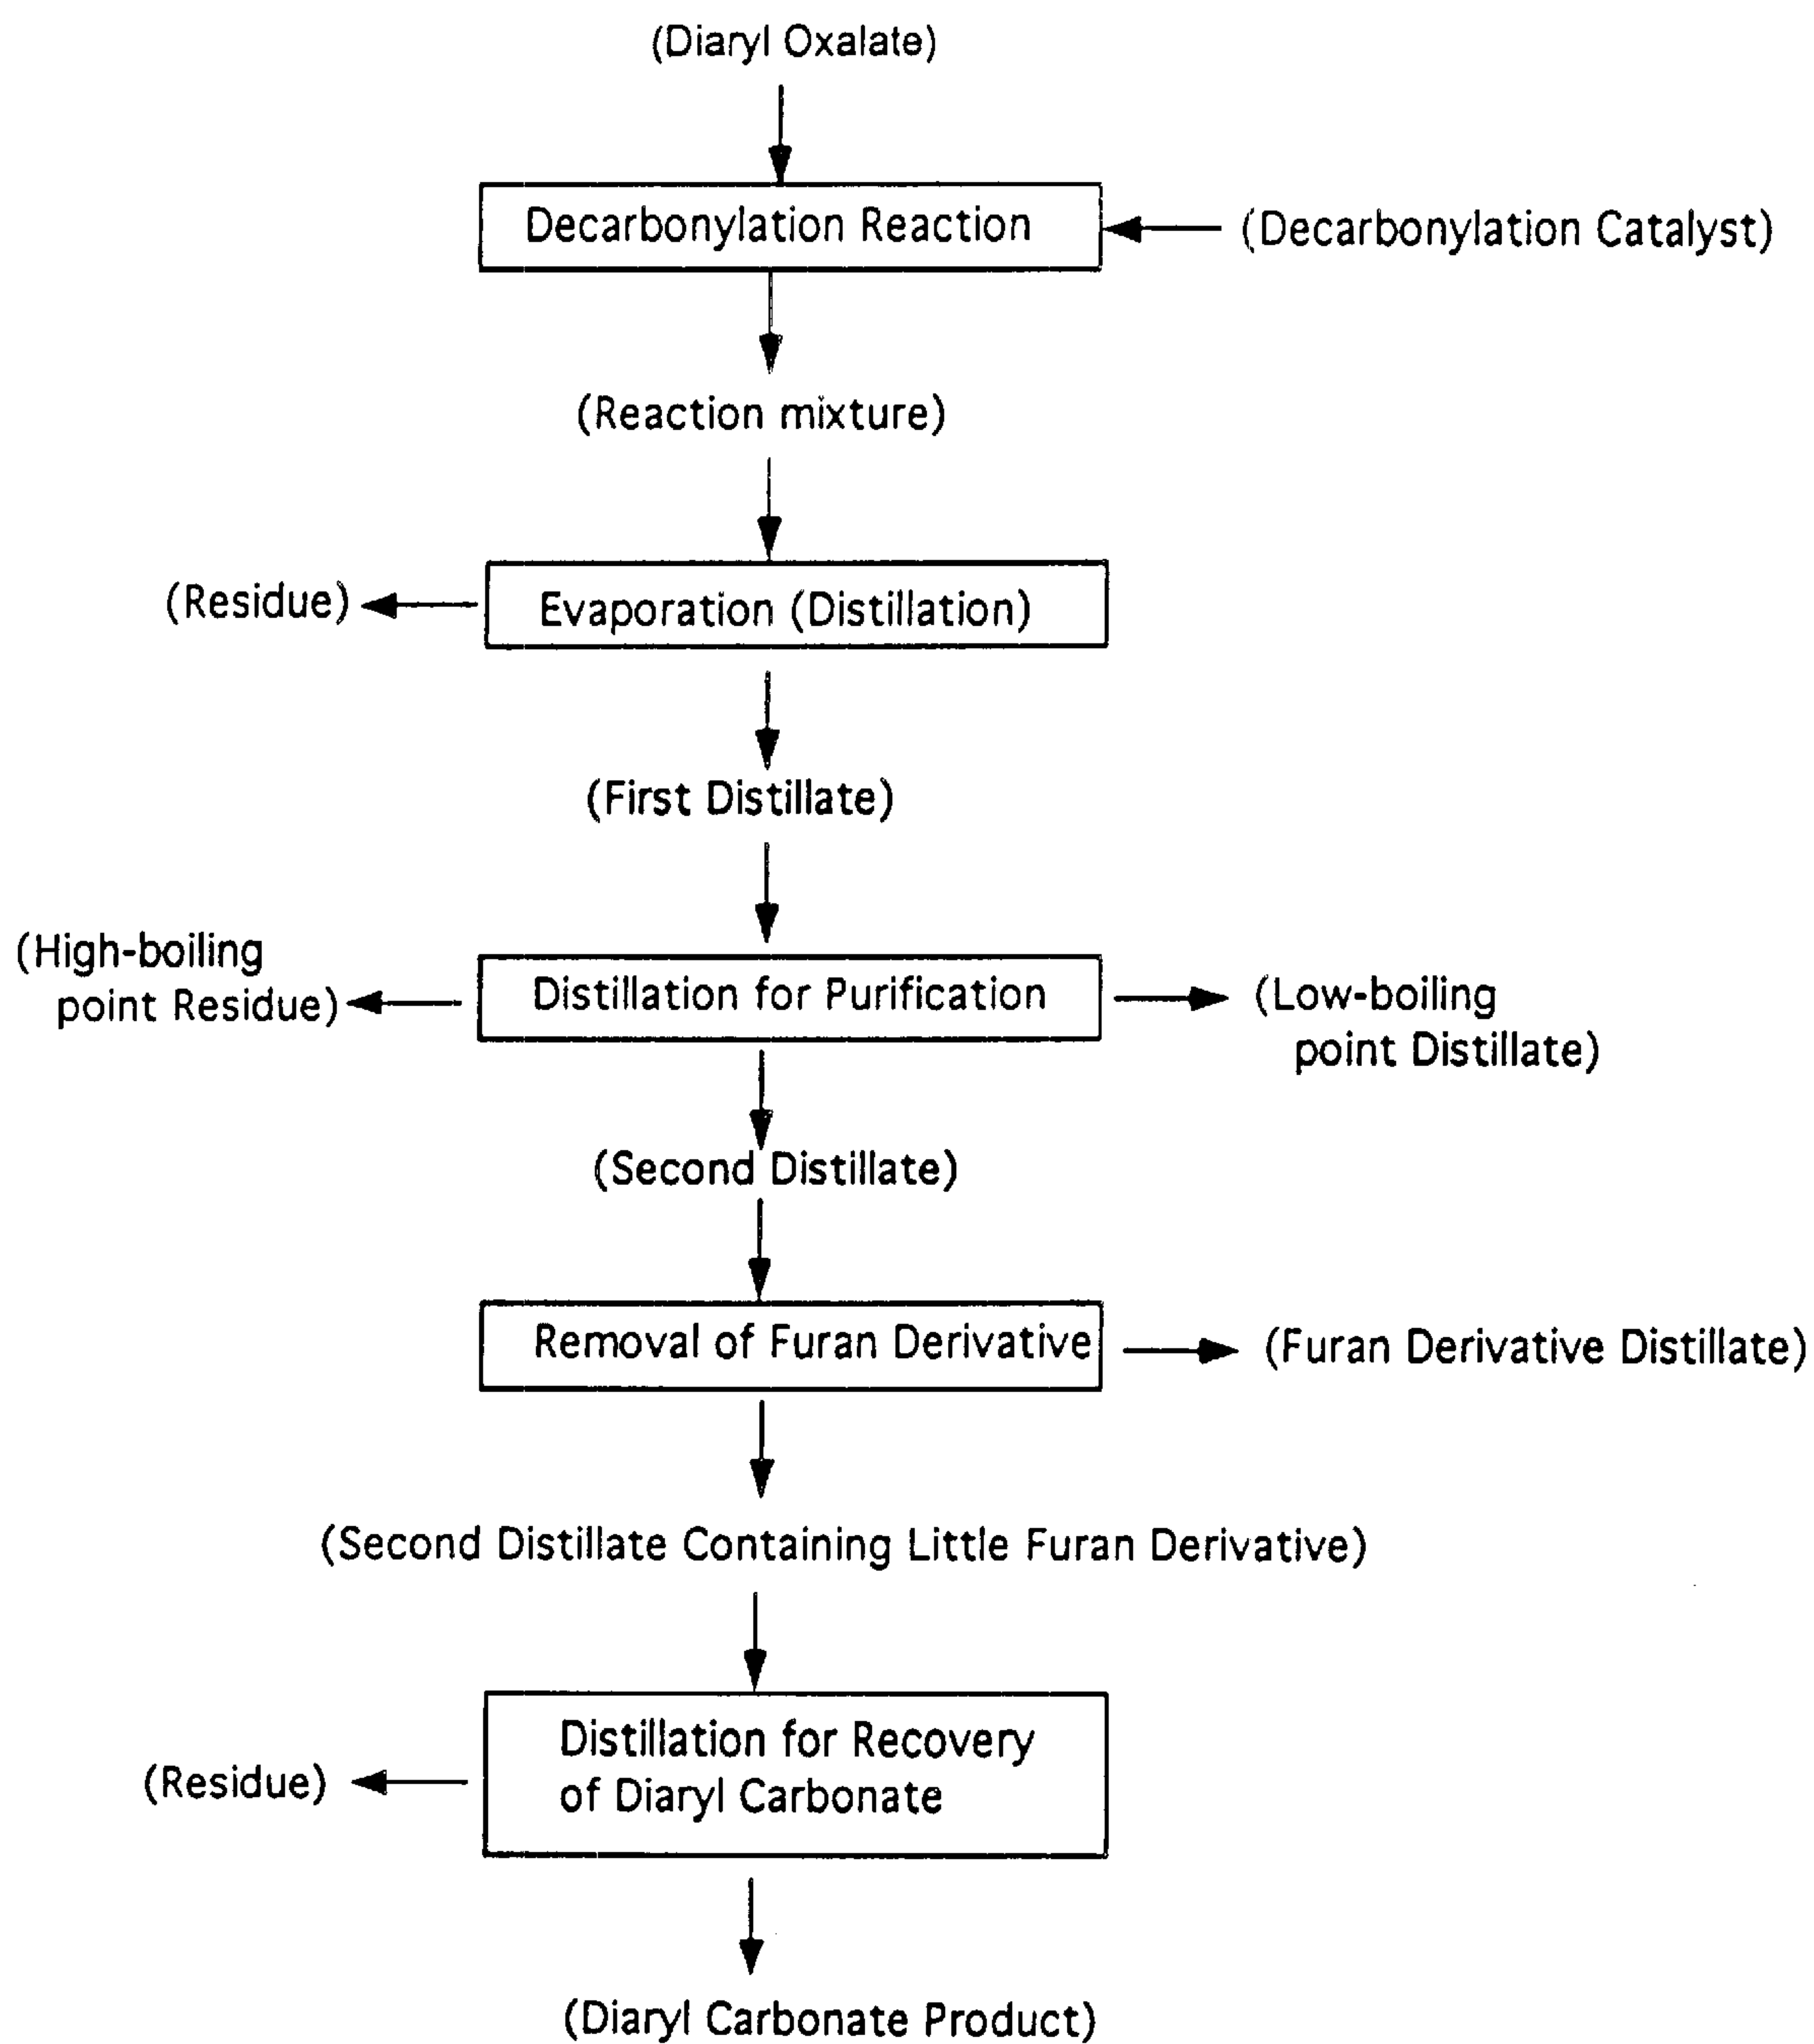 (Diaryl Oxalate)
Decarbonylation Reaction
(Decarbonylation Catalyst)
(Reaction mixture)
(Residue)
Evaporation (Distillation)
(First Distillate)
(High-boiling
point Residue)
Distillation for Purification
(Low-boiling
point Distillate)
(Second Distillate)
Removal of Furan Derivative
(Furan Derivative Distillate)
(Second Distillate Containing Little Furan Derivative)
(Residue)
Distillation for Recovery
of Diaryl Carbonate
(Diaryl Carbonate Product)